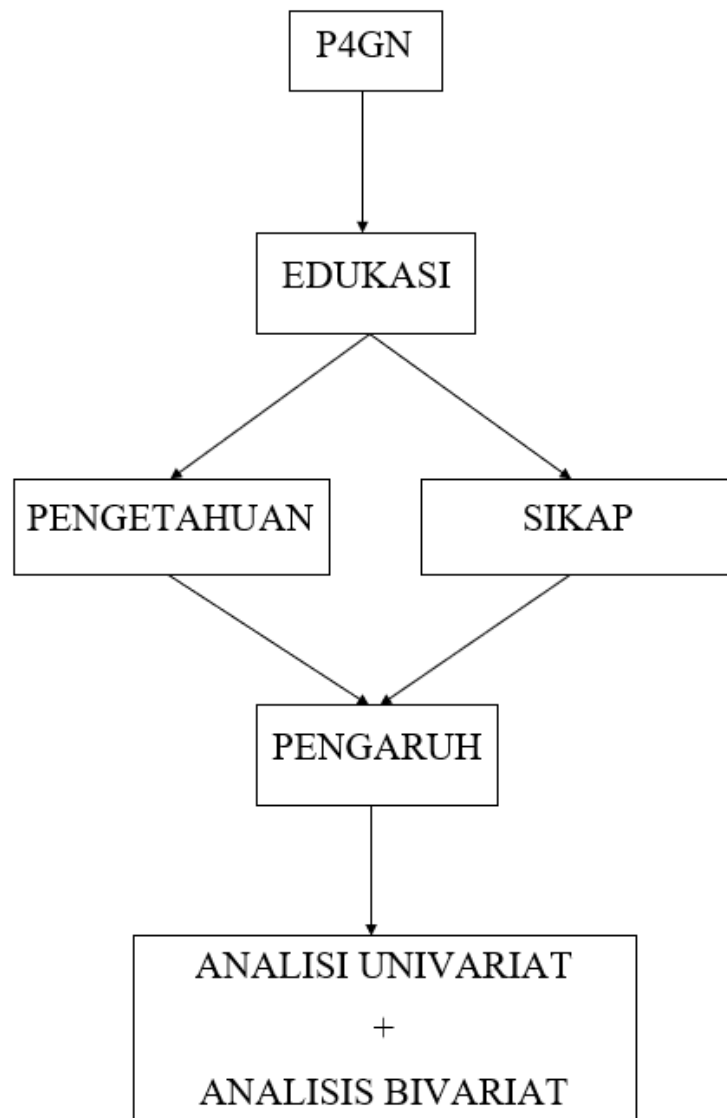 P4GN
EDUKASI
PENGETAHUAN
SIKAP
PENGARUH
ANALISI UNIVARIAT
+
ANALISIS BIVARIAT